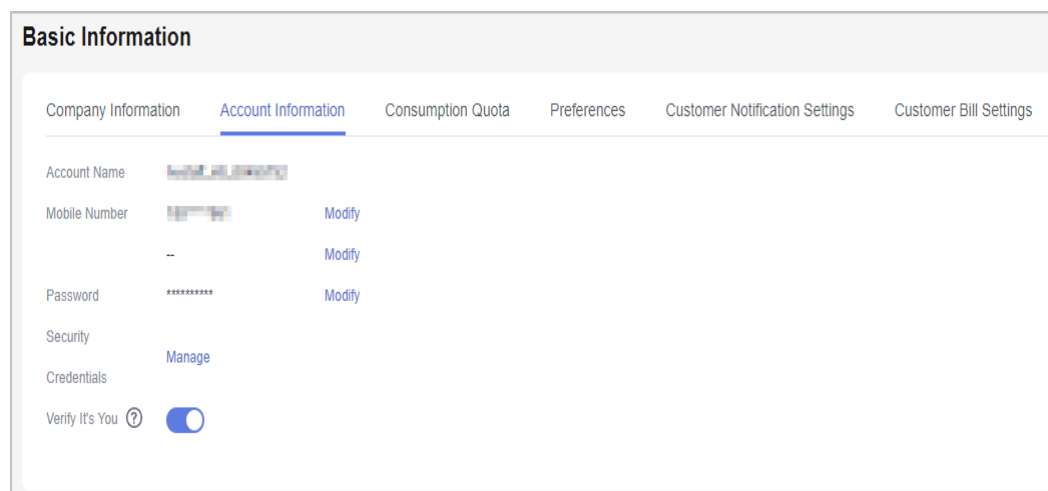 Basic Information
Company Information Account Information Consumption Quota Preferences Customer Notification Settings Customer Bill Settings
Account Name
Mobile Number Modify
-- Modify
Password ********** Modify
Security
Manage
Credentials
Verify It's You ?